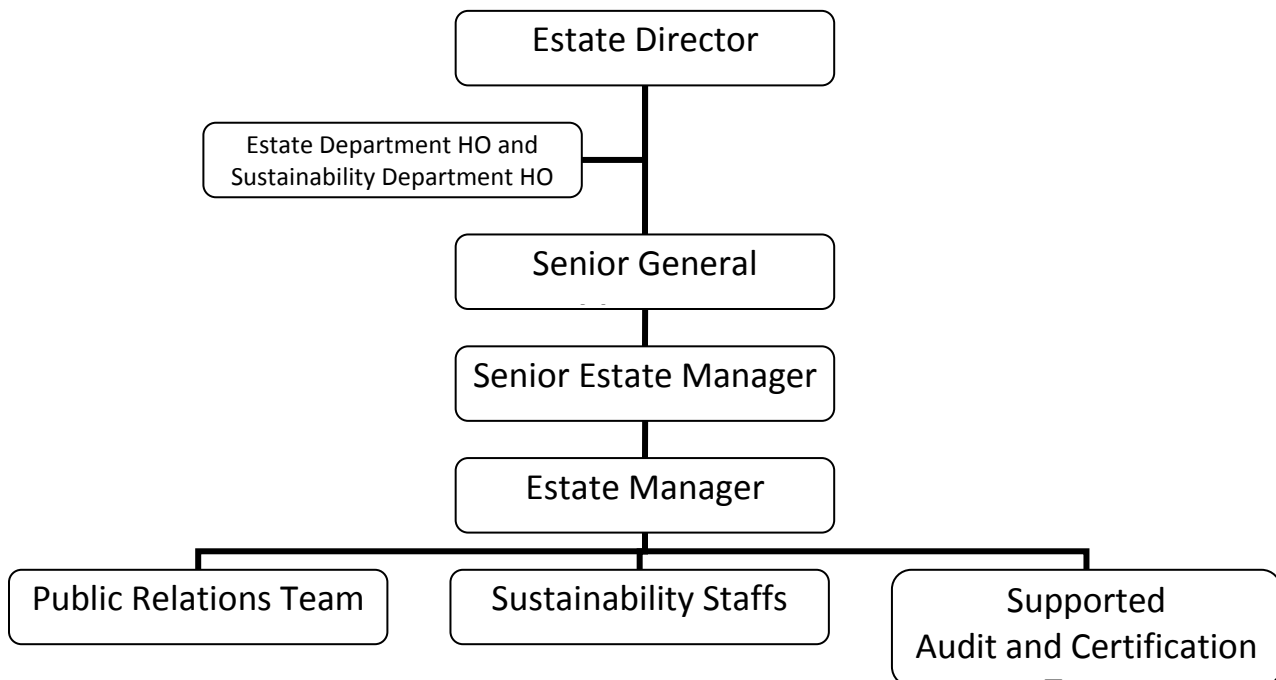 Estate Director
Estate Department HO and
Sustainability Department HO
Senior General
Senior Estate Manager
Estate Manager
Public Relations Team
Sustainability Staffs
Supported
Audit and Certification